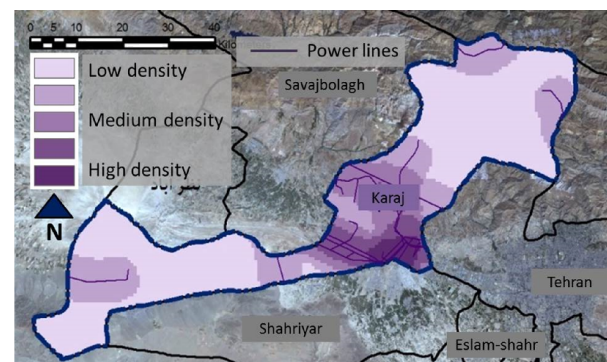 0 5 10 20 30 40
Power lines
Low density
Savajbolagh
Medium density
High density
Karaj
N
Tehran
Shahriyar
Eslam-shahr